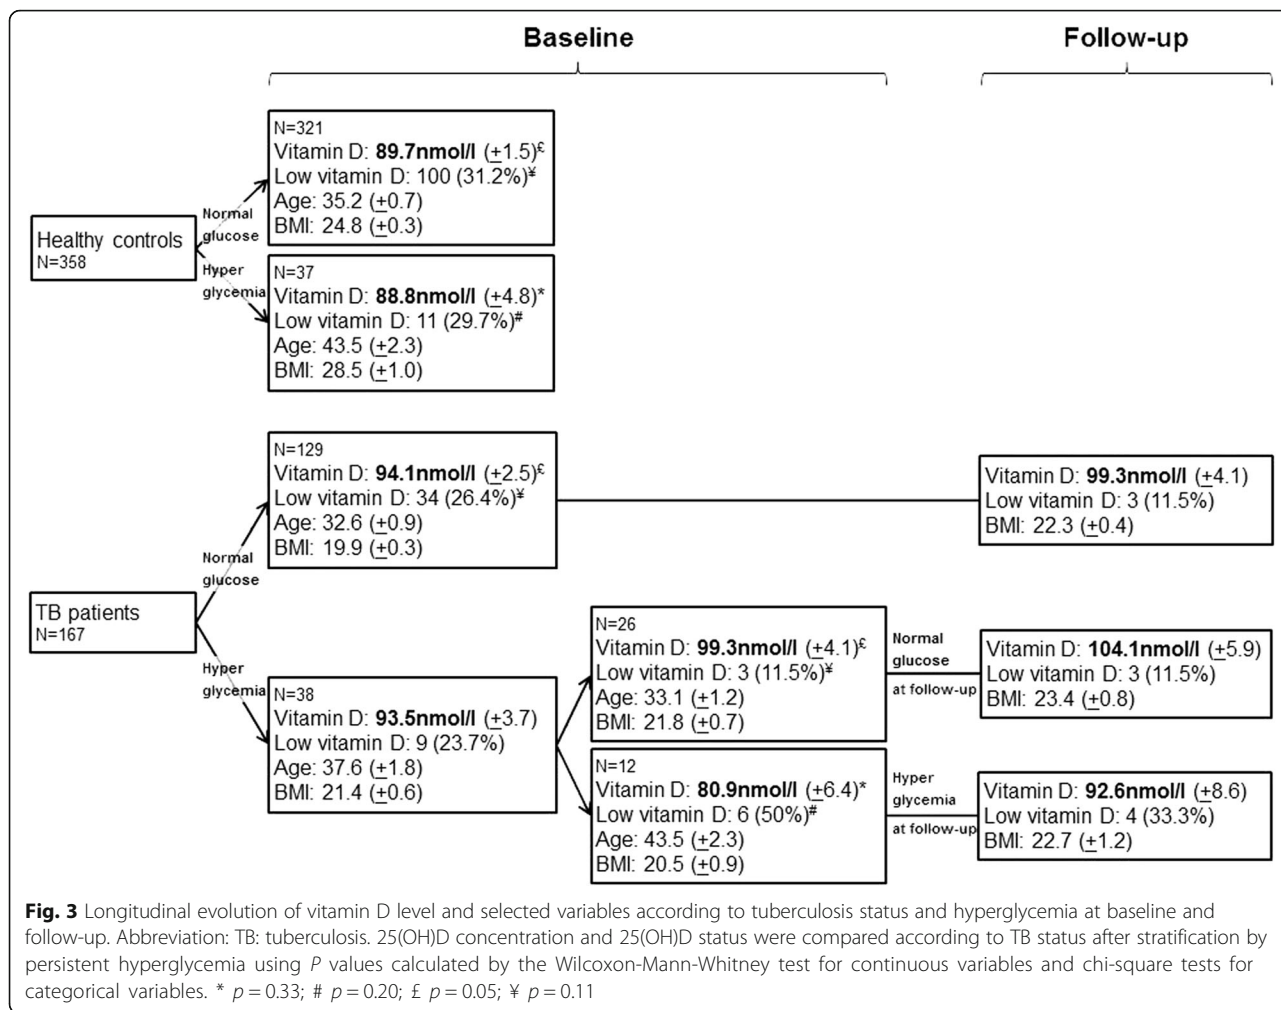 Baseline
Follow-up
N=321
Vitamin D: 89.7nmol/l (±1.5)£
Low vitamin D: 100 (31.2%)¥
Age: 35.2 (±0.7)
BMI: 24.8 (±0.3)
Normal
glucose
Healthy controls
N=358
Hyper
glycemia
N=37
Vitamin D: 88.8nmol/l (±4.8)*
Low vitamin D: 11 (29.7%)#
Age: 43.5 (±2.3)
BMI: 28.5 (±1.0)
N=129
Vitamin D: 94.1nmol/l (±2.5)£
Low vitamin D: 34 (26.4%)¥
Age: 32.6 (±0.9)
BMI: 19.9 (±0.3)
Vitamin D: 99.3nmol/l (±4.1)
Low vitamin D: 3 (11.5%)
BMI: 22.3 (±0.4)
Normal
glucose
TB patients
N=167
Hyper
glycemia
N=38
Vitamin D: 93.5nmol/l (±3.7)
Low vitamin D: 9 (23.7%)
Age: 37.6 (±1.8)
BMI: 21.4 (±0.6)
N=26
Vitamin D: 99.3nmol/l (±4.1)£
Low vitamin D: 3 (11.5%)¥
Age: 33.1 (±1.2)
BMI: 21.8 (±0.7)
Normal
glucose
at follow-up
Vitamin D: 104.1nmol/l (±5.9)
Low vitamin D: 3 (11.5%)
BMI: 23.4 (±0.8)
N=12
Vitamin D: 80.9nmol/l (±6.4)*
Low vitamin D: 6 (50%)#
Age: 43.5 (±2.3)
BMI: 20.5 (±0.9)
Hyper
glycemia
at follow-up
Vitamin D: 92.6nmol/l (±8.6)
Low vitamin D: 4 (33.3%)
BMI: 22.7 (±1.2)
Fig. 3 Longitudinal evolution of vitamin D level and selected variables according to tuberculosis status and hyperglycemia at baseline and
follow-up. Abbreviation: TB: tuberculosis. 25(OH)D concentration and 25(OH)D status were compared according to TB status after stratification by
persistent hyperglycemia using P values calculated by the Wilcoxon-Mann-Whitney test for continuous variables and chi-square tests for
categorical variables. * p = 0.33; # p = 0.20; £ p = 0.05; ¥ p = 0.11